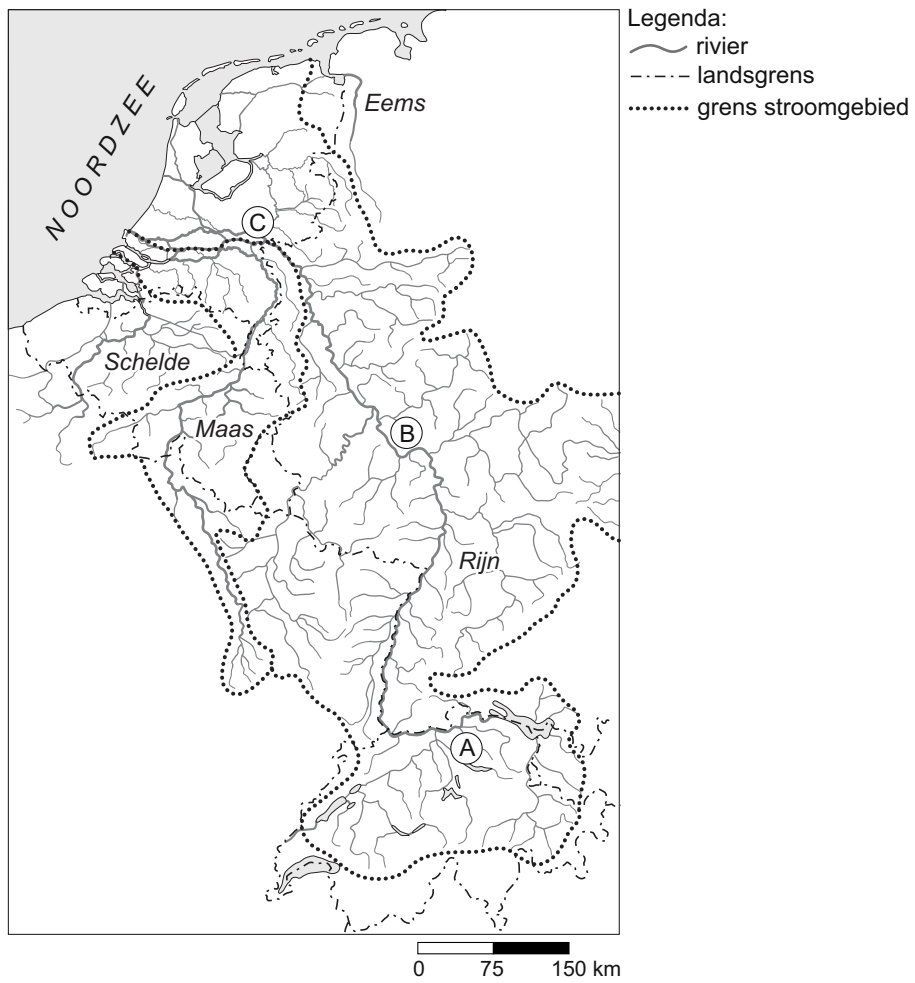 Legenda:
rivier
landsgrens
grens stroomgebied
NOORDZEE
Eems
C
Schelde
Maas
B
Rijn
A
0 75 150 km